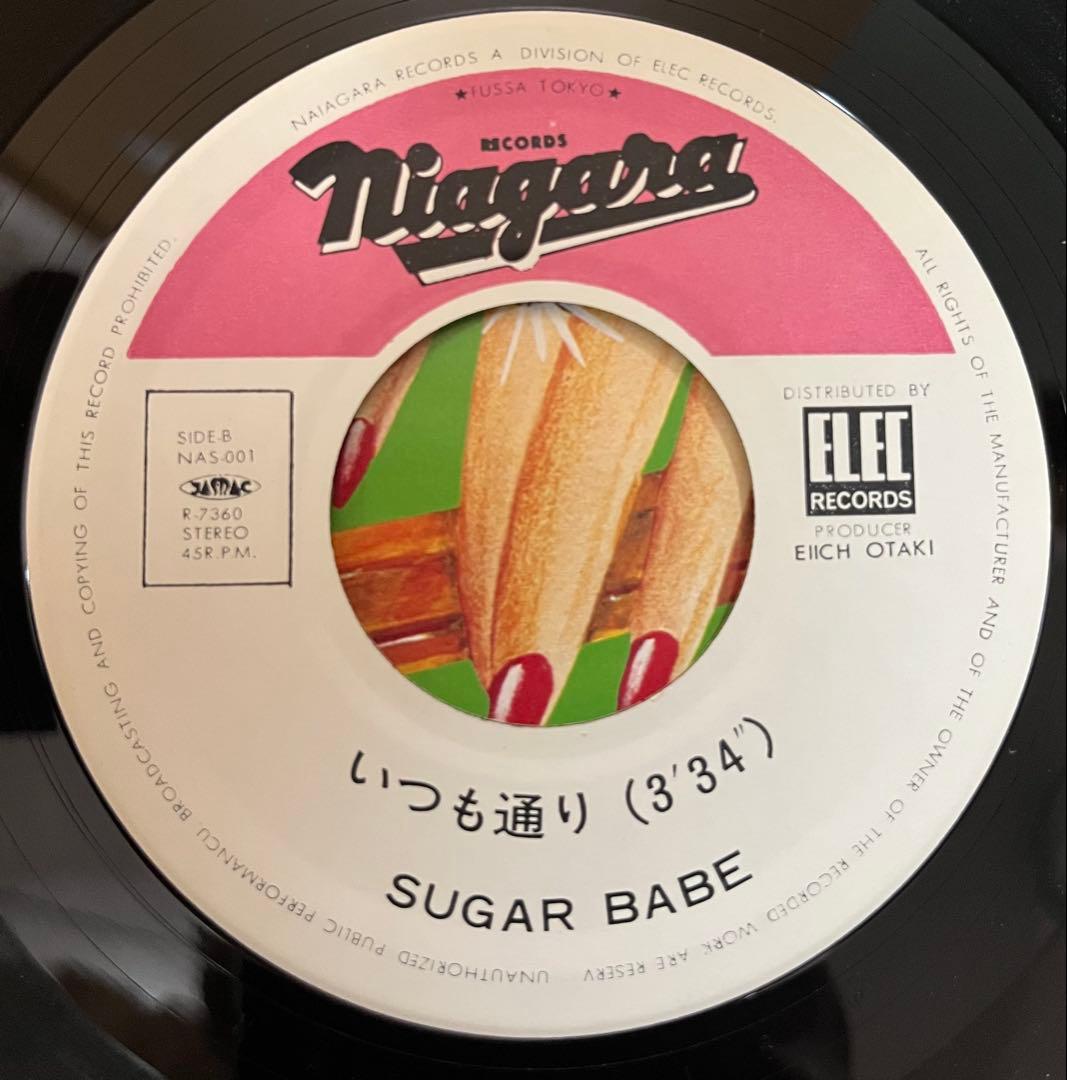 NAIAGARA RECORDS A DIVISION OF ELEC RECORDS.
★FUSSA TOKYO★
RECORDS
Niagara
SIDE-B
NAS-001
JASRAC
R-7360
STEREO
45R.P.M.
DISTRIBUTED BY
ELEC
RECORDS
PRODUCER
EIICH OTAKI
いつも通り (3'34")
SUGAR BABE
ALL RIGHTS OF THE MANUFACTURER AND OF THE OWNER OF THE RECORDED WORK ARE RESERV
UNAUTHORIZED PUBLIC PERFORMANCU. BROADCASTING AND COPYING OF THIS RECORD PROHIBITED.